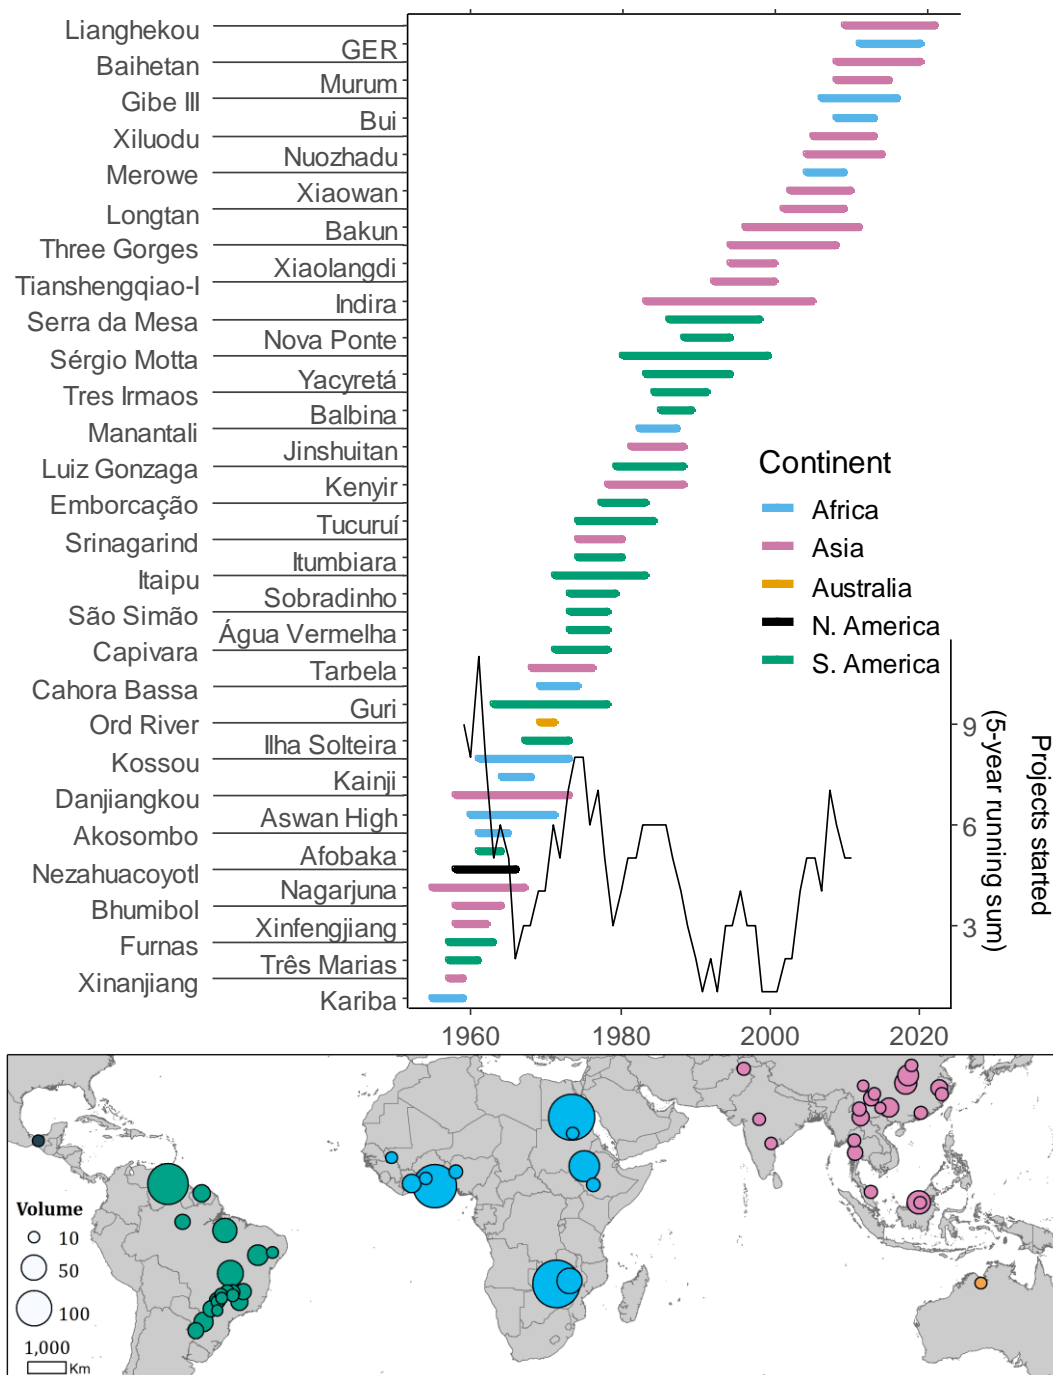 Lianghekou
GER
Baihetan
Murum
Gibe III
Bui
Xiluodu
Nuozhadu
Merowe
Xiaowan
Longtan
Bakun
Three Gorges
Xiaolangdi
Tianshengqiao-I
Indira
Serra da Mesa
Nova Ponte
Sérgio Motta
Yacyretá
Tres Irmaos
Balbina
Manantali
Jinshuitan
Luiz Gonzaga
Kenyir
Emborcação
Tucuruí
Srinagarind
Itumbiara
Itaipu
Sobradinho
São Simão
Água Vermelha
Capivara
Tarbela
Cahora Bassa
Guri
Ord River
Ilha Solteira
Kossou
Kainji
Danjiangkou
Aswan High
Akosombo
Afobaka
Nezahuacoyotl
Nagarjuna
Bhumibol
Xinfengjiang
Furnas
Três Marias
Xinanjiang
Kariba
Continent
Africa
Asia
Australia
N. America
S. America
9
6
3
Projects started
(5-year running sum)
1960 1980 2000 2020
Volume
10
50
100
1,000
Km